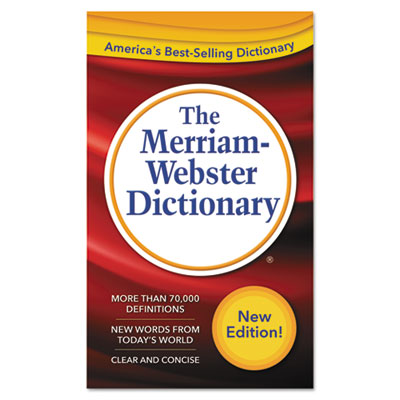 America's Best-Selling Dictionary
The
Merriam-
Webster
Dictionary
®
MORE THAN 70,000
DEFINITIONS
NEW WORDS FROM
TODAY'S WORLD
CLEAR AND CONCISE
New
Edition!